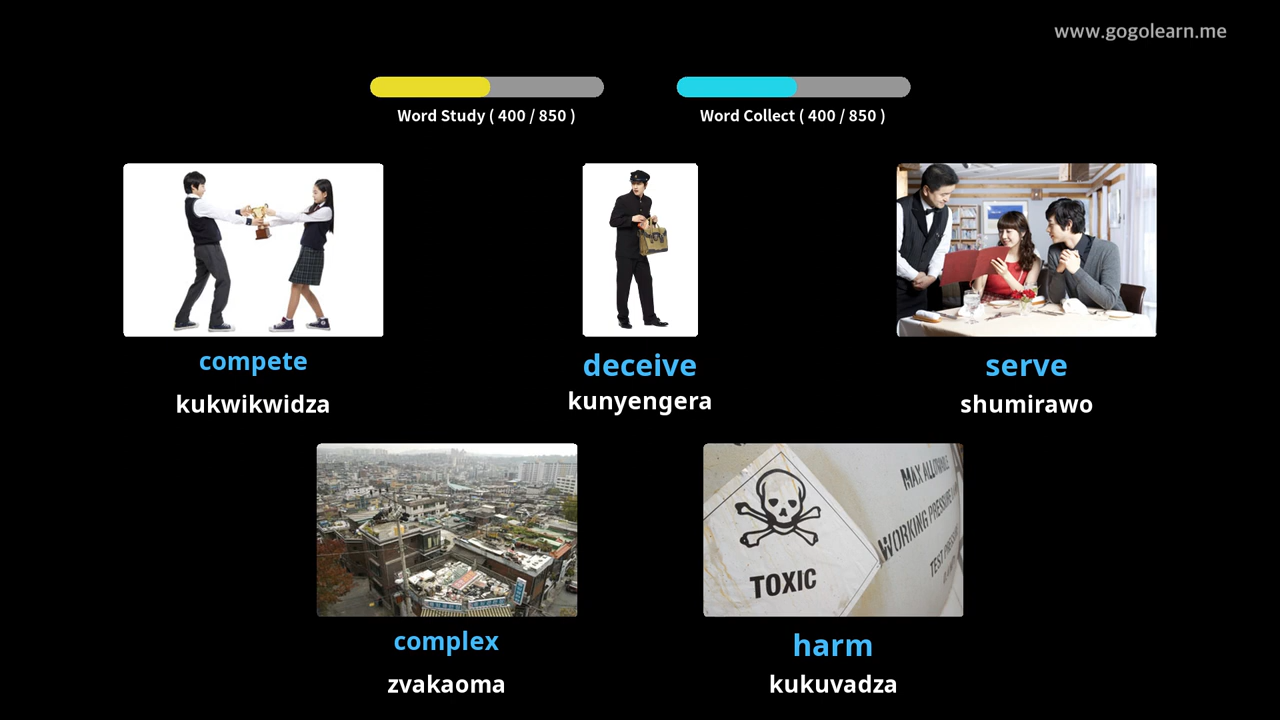 www.gogolearn.me
Word Study ( 400 / 850 )
Word Collect ( 400 / 850 )
compete
kukwikwidza
deceive
kunyengera
serve
shumirawo
TOXIC
MAX ALLOWABLE
WORKING PRESSURE
complex
zvakaoma
harm
kukuvadza